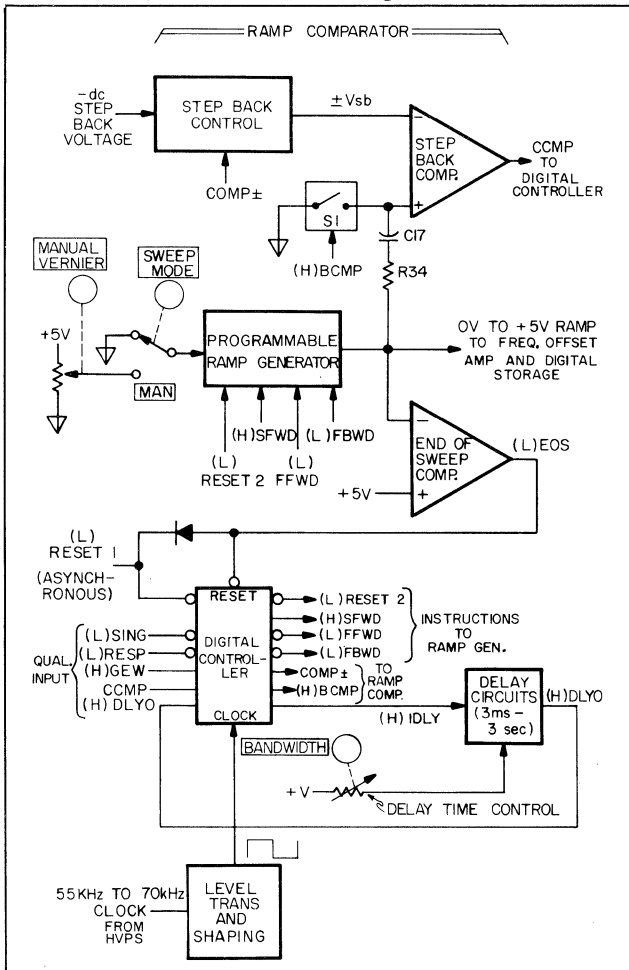 RAMP COMPARATOR
-dc
STEP
BACK
VOLTAGE
STEP BACK
CONTROL
±Vsb
COMP±
-
STEP
BACK
COMP.
+
CCMP
TO
DIGITAL
CONTROLLER
S1
C17
R34
(H)BCMP
MANUAL
VERNIER
SWEEP
MODE
+5V
MAN
PROGRAMMABLE
RAMP GENERATOR
OV TO +5V RAMP
TO FREQ. OFFSET
AMP AND DIGITAL
STORAGE
(L)
RESET 2
(H)SFWD
(L)
FFWD
(L)FBWD
-
END OF
SWEEP
COMP.
+
+5V
(L)EOS
(L)
RESET 1
(ASYNCH-
RONOUS)
RESET
DIGITAL
CONTROL-
LER
CLOCK
QUAL.
INPUT
(L)SING
(L)RESP
(H)GEW
CCMP
(H)DLYO
(L)RESET 2
(H)SFWD
(L)FFWD
(L)FBWD
INSTRUCTIONS
TO
RAMP GEN.
COMP±
(H)BCMP
TO
RAMP
COMP.
(H)IDLY
DELAY
CIRCUITS
(3ms-
3 sec)
(H)DLYO
BANDWIDTH
+V
DELAY TIME CONTROL
55KHz TO 70kHz
CLOCK
FROM
HVPS
LEVEL
TRANS
AND
SHAPING